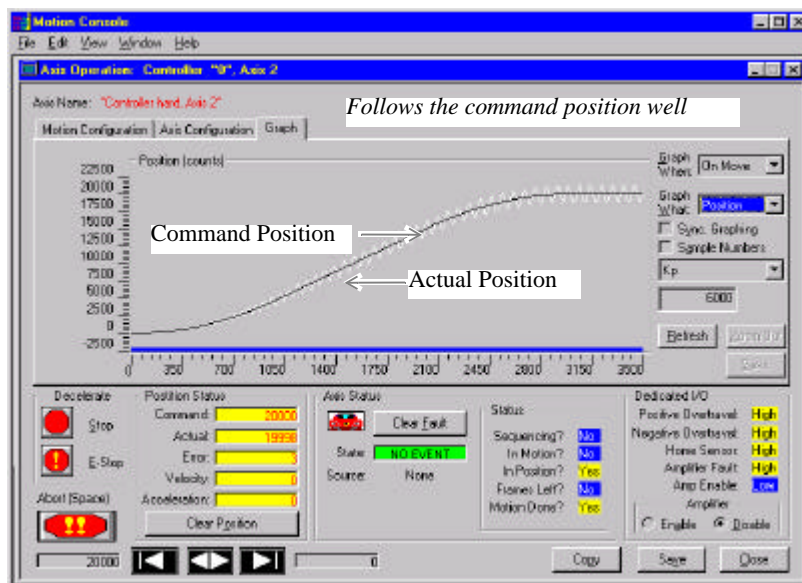 Motion Console
File Edit View Window Help
Axis Operation: Controller "0", Axis 2
Axis Name: "Controller hard, Axis 2"
Follows the command position well
Motion Configuration Axis Configuration Graph
Position (counts)
22500
20000
17500
15000
12500
10000
7500
5000
2500
0
-2500
0 350 700 1050 1400 1750 2100 2450 2800 3150 3500
Command Position
Actual Position
Graph When: On Move
Graph What: Position
Sync. Graphing
Sample Numbers
Kp
6000
Refresh
Decelerate
Stop
E-Stop
Abort (Space)
Position Status
Command: 20000
Actual: 19998
Error: 3
Velocity: 0
Acceleration: 0
Clear Position
Axis Status
Clear Fault
State: NO EVENT
Source: None
Status
Sequencing? No
In Motion? No
In Position? Yes
Frames Left? No
Motion Done? Yes
Dedicated I/O
Positive Overtravel: High
Negative Overtravel: High
Home Sensor: High
Amplifier Fault: High
Amp Enable: Low
Amplifier
Enable Disable
20000 0
Copy Save Close